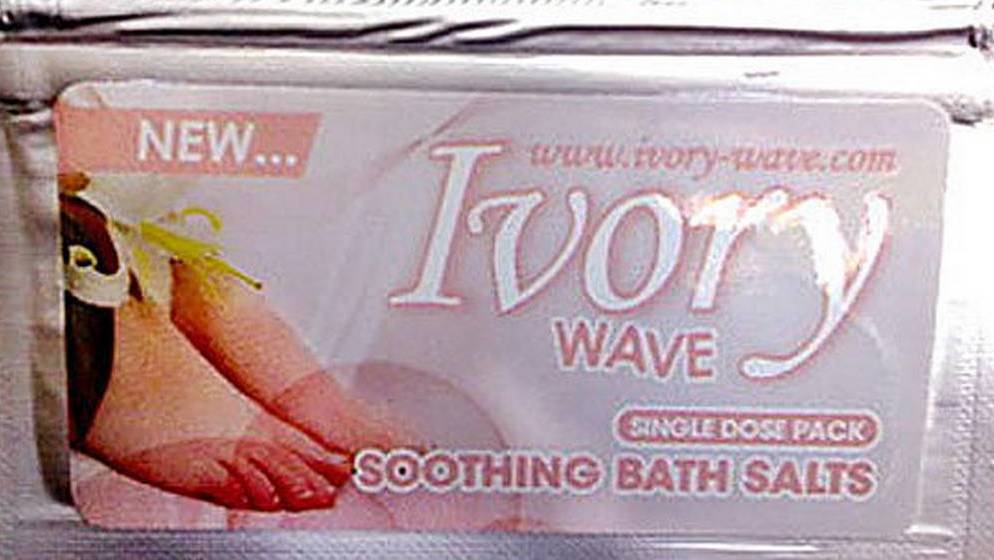 NEW...
www.ivory-wave.com
Ivory
WAVE
SINGLE DOSE PACK
SOOTHING BATH SALTS